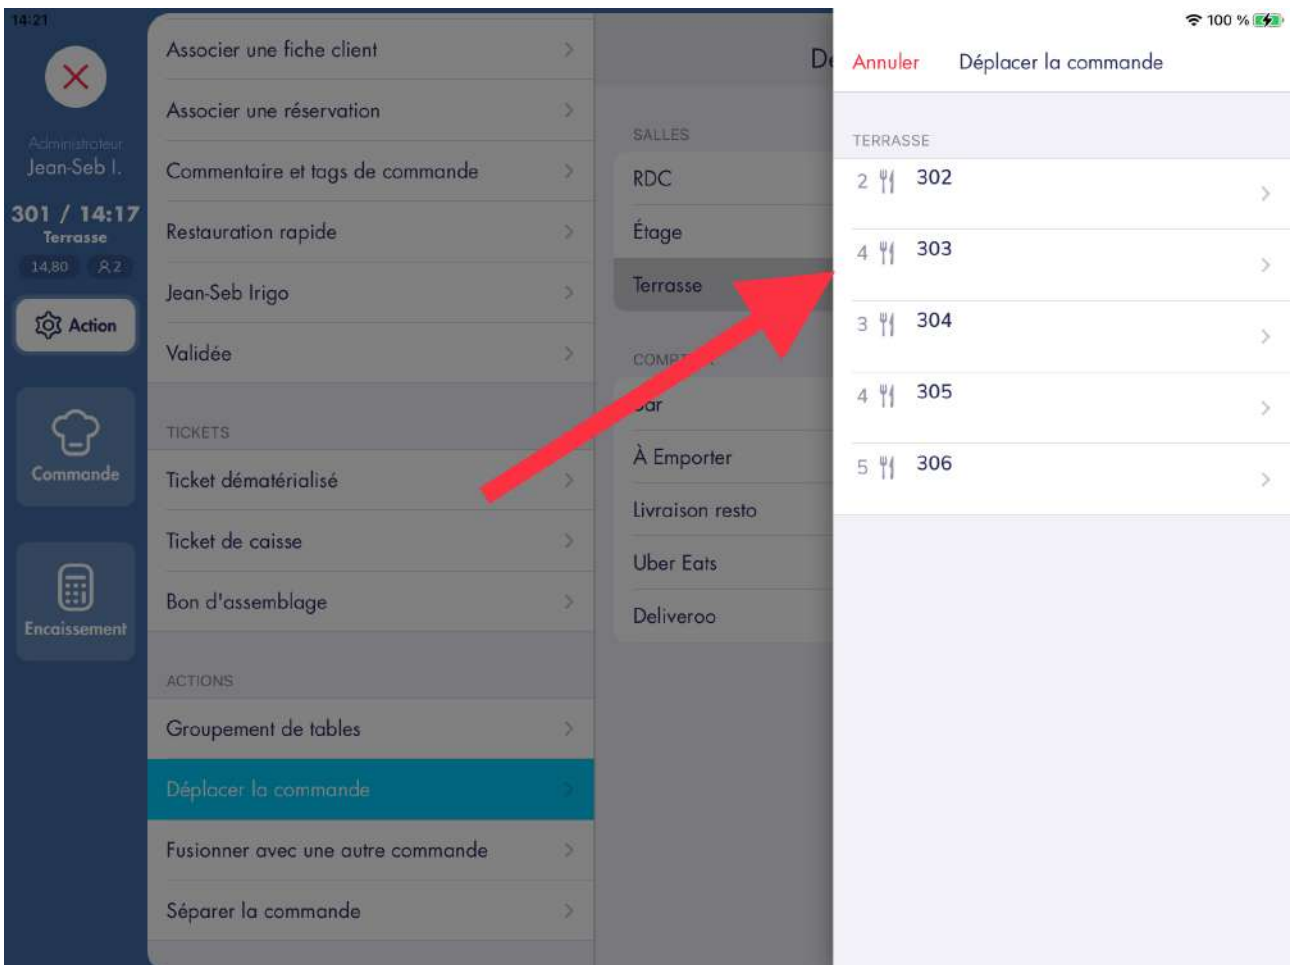 14:21
100 %
Administrateur
Jean-Seb I.
301 / 14:17
Terrasse
14,80
2
Action
Commande
Encaissement
Associer une fiche client
Associer une réservation
Commentaire et tags de commande
Restauration rapide
Jean-Seb Irigo
Validée
TICKETS
Ticket dématérialisé
Ticket de caisse
Bon d'assemblage
ACTIONS
Groupement de tables
Déplacer la commande
Fusionner avec une autre commande
Séparer la commande
SALLES
RDC
Étage
Terrasse
À Emporter
Livraison resto
Uber Eats
Deliveroo
Annuler Déplacer la commande
TERRASSE
2 302
4 303
3 304
4 305
5 306